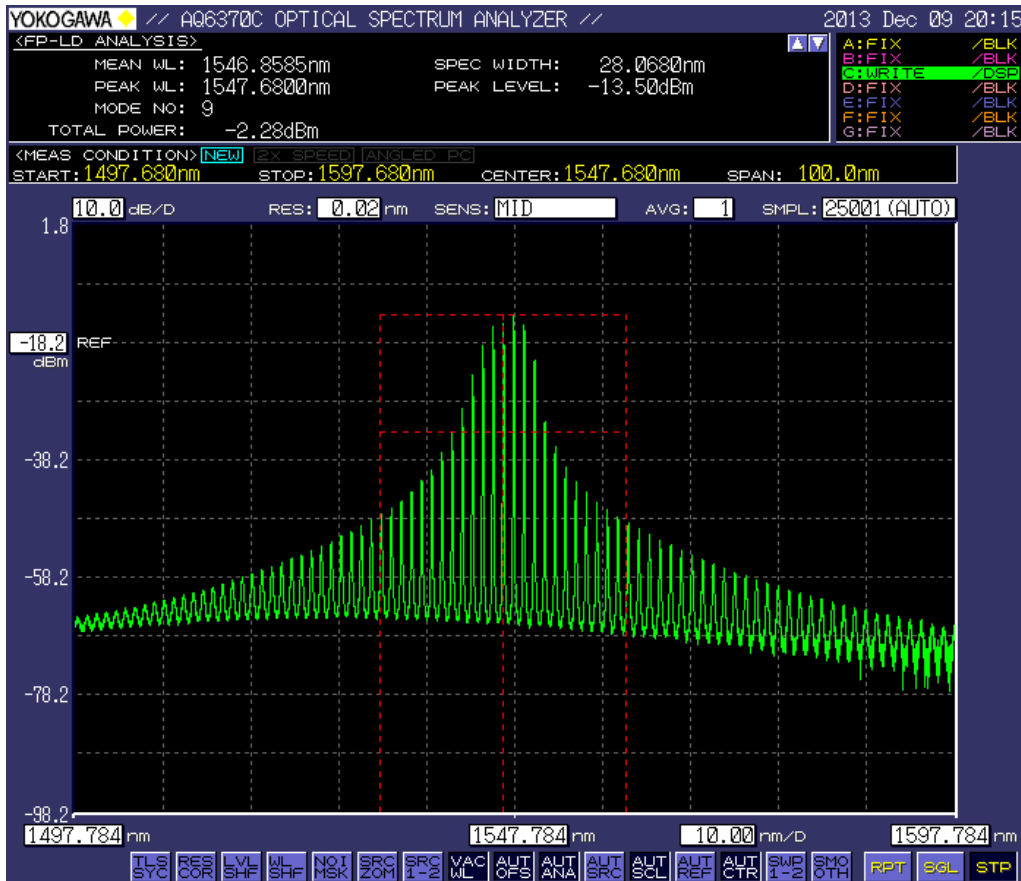 YOKOGAWA // AQ6370C OPTICAL SPECTRUM ANALYZER // 2013 Dec 09 20:15
<FP-LD ANALYSIS>
MEAN WL: 1546.8585nm SPEC WIDTH: 28.0680nm
PEAK WL: 1547.6800nm PEAK LEVEL: -13.50dBm
MODE NO: 9
TOTAL POWER: -2.28dBm
A:FIX /BLK
B:FIX /BLK
C:WRITE /DSP
D:FIX /BLK
E:FIX /BLK
F:FIX /BLK
G:FIX /BLK
<MEAS CONDITION> NEW 2X SPEED ANGLED PC
START:1497.680nm STOP:1597.680nm CENTER:1547.680nm SPAN: 100.0nm
10.0 dB/D RES: 0.02 nm SENS: MID AVG: 1 SMPL: 25001(AUTO)
1.8
-18.2 REF
dBm
-38.2
-58.2
-78.2
-98.2
1497.784 nm 1547.784 nm 10.00 nm/D 1597.784 nm
TLS RES LVL WL NOI SRC SRC VAC AUT AUT AUT AUT AUT AUT SWP SMO RPT SGL STP
SYC COR SHF SHF MSK ZOM 1-2 WL OFS ANA SRC SCL REF CTR 1-2 OTH